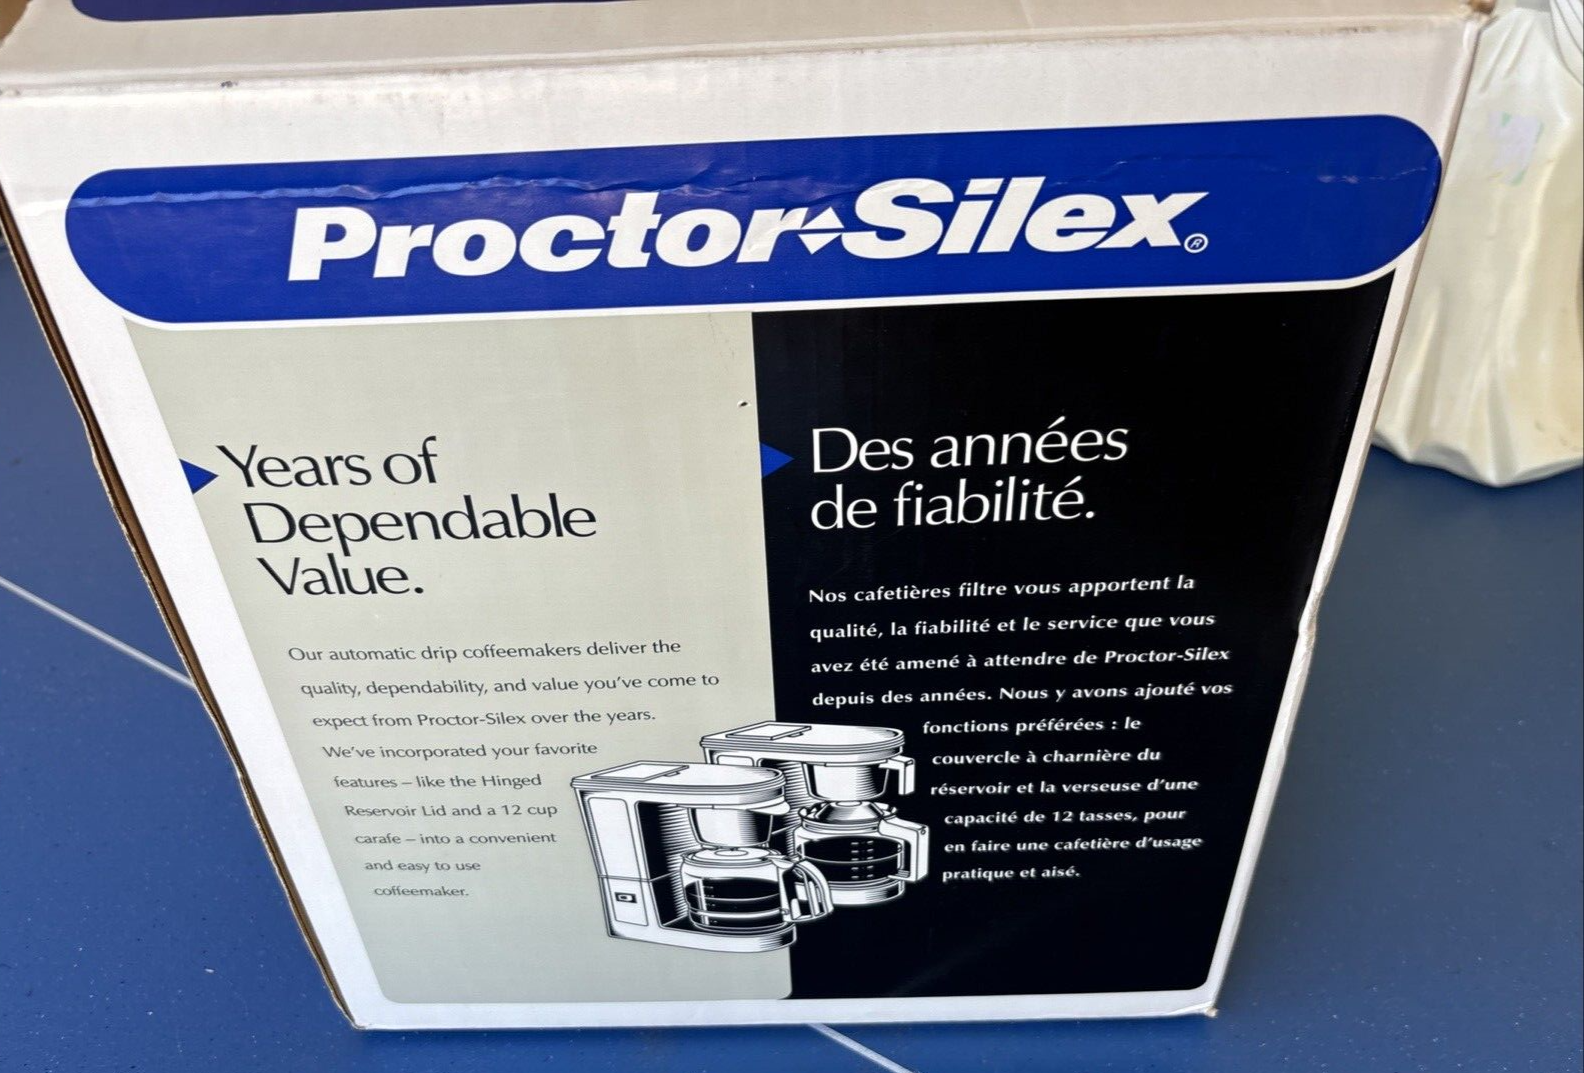 Proctor-Silex®
Years of
Dependable
Value.
Our automatic drip coffeemakers deliver the
quality, dependability, and value you've come to
expect from Proctor-Silex over the years.
We've incorporated your favorite
features – like the Hinged
Reservoir Lid and a 12 cup
carafe – into a convenient
and easy to use
coffeemaker.
Des années
de fiabilité.
Nos cafetières filtre vous apportent la
qualité, la fiabilité et le service que vous
avez été amené à attendre de Proctor-Silex
depuis des années. Nous y avons ajouté vos
fonctions préférées : le
couvercle à charnière du
réservoir et la verseuse d'une
capacité de 12 tasses, pour
en faire une cafetière d'usage
pratique et aisé.